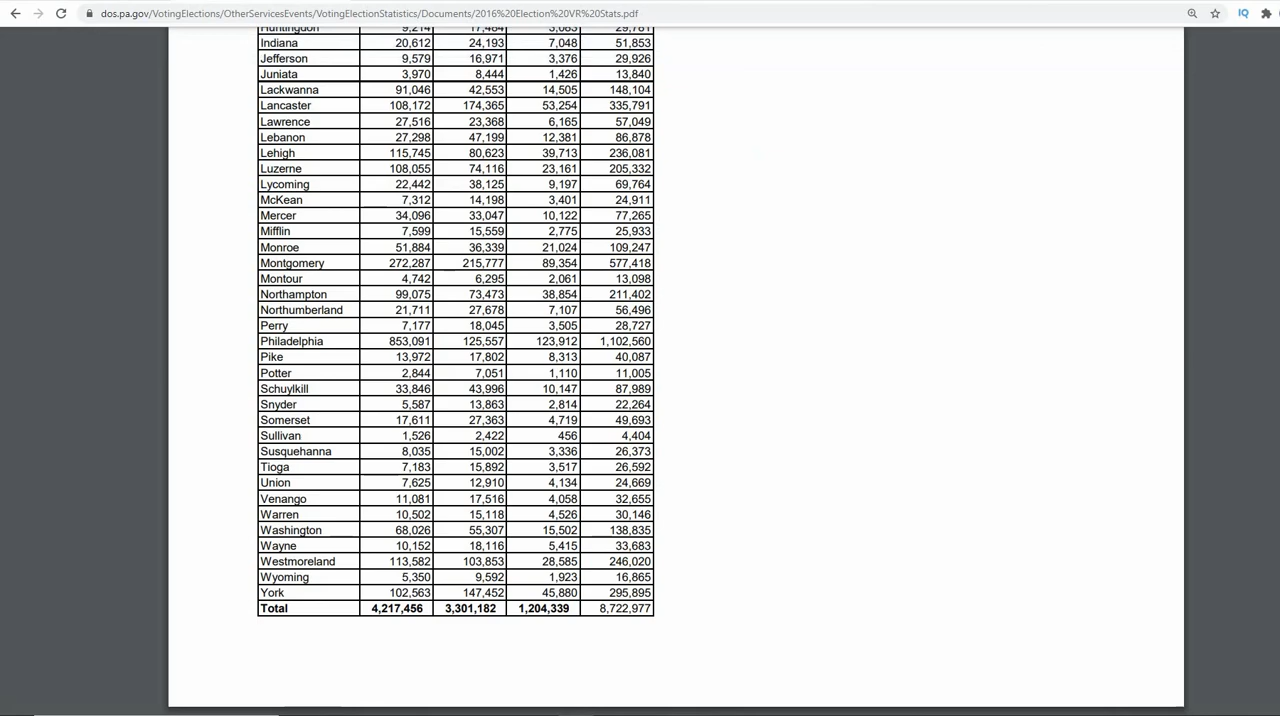 dos.pa.gov/VotingElections/OtherServicesEvents/VotingElectionStatistics/Documents/2016%20Election%20VR%20Stats.pdf
Huntingdon 9,214 17,484 3,083 29,781
Indiana 20,612 24,193 7,048 51,853
Jefferson 9,579 16,971 3,376 29,926
Juniata 3,970 8,444 1,426 13,840
Lackwanna 91,046 42,553 14,505 148,104
Lancaster 108,172 174,365 53,254 335,791
Lawrence 27,516 23,368 6,165 57,049
Lebanon 27,298 47,199 12,381 86,878
Lehigh 115,745 80,623 39,713 236,081
Luzerne 108,055 74,116 23,161 205,332
Lycoming 22,442 38,125 9,197 69,764
McKean 7,312 14,198 3,401 24,911
Mercer 34,096 33,047 10,122 77,265
Mifflin 7,599 15,559 2,775 25,933
Monroe 51,884 36,339 21,024 109,247
Montgomery 272,287 215,777 89,354 577,418
Montour 4,742 6,295 2,061 13,098
Northampton 99,075 73,473 38,854 211,402
Northumberland 21,711 27,678 7,107 56,496
Perry 7,177 18,045 3,505 28,727
Philadelphia 853,091 125,557 123,912 1,102,560
Pike 13,972 17,802 8,313 40,087
Potter 2,844 7,051 1,110 11,005
Schuylkill 33,846 43,996 10,147 87,989
Snyder 5,587 13,863 2,814 22,264
Somerset 17,611 27,363 4,719 49,693
Sullivan 1,526 2,422 456 4,404
Susquehanna 8,035 15,002 3,336 26,373
Tioga 7,183 15,892 3,517 26,592
Union 7,625 12,910 4,134 24,669
Venango 11,081 17,516 4,058 32,655
Warren 10,502 15,118 4,526 30,146
Washington 68,026 55,307 15,502 138,835
Wayne 10,152 18,116 5,415 33,683
Westmoreland 113,582 103,853 28,585 246,020
Wyoming 5,350 9,592 1,923 16,865
York 102,563 147,452 45,880 295,895
Total 4,217,456 3,301,182 1,204,339 8,722,977